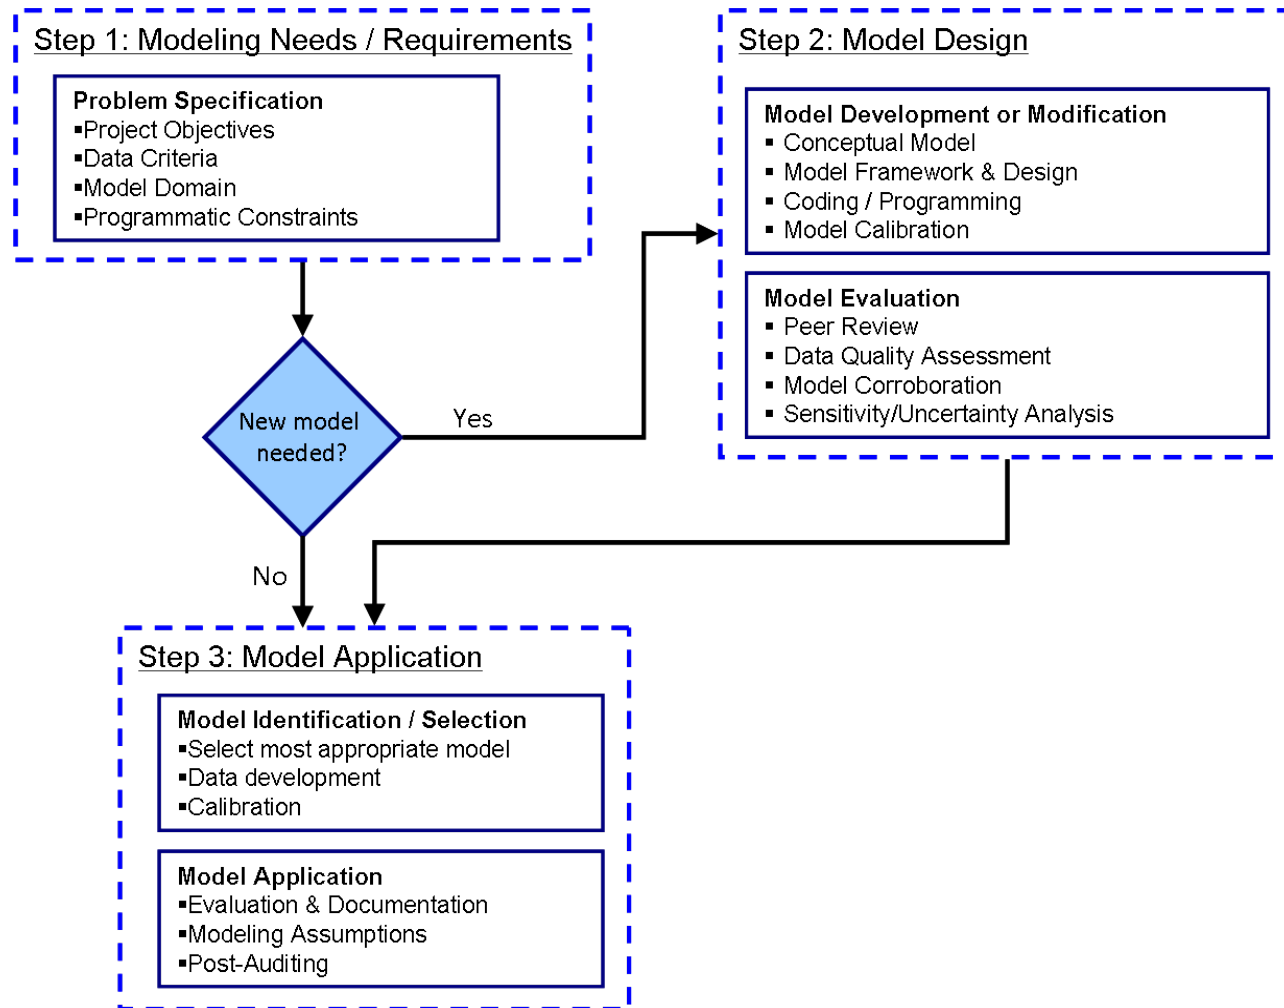 Step 1: Modeling Needs / Requirements
Problem Specification
▪Project Objectives
▪Data Criteria
▪Model Domain
▪Programmatic Constraints
Step 2: Model Design
Model Development or Modification
▪ Conceptual Model
▪ Model Framework & Design
▪ Coding / Programming
▪ Model Calibration
Model Evaluation
▪ Peer Review
▪ Data Quality Assessment
▪ Model Corroboration
▪ Sensitivity/Uncertainty Analysis
New model
needed?
Yes
No
Step 3: Model Application
Model Identification / Selection
▪Select most appropriate model
▪Data development
▪Calibration
Model Application
▪Evaluation & Documentation
▪Modeling Assumptions
▪Post-Auditing